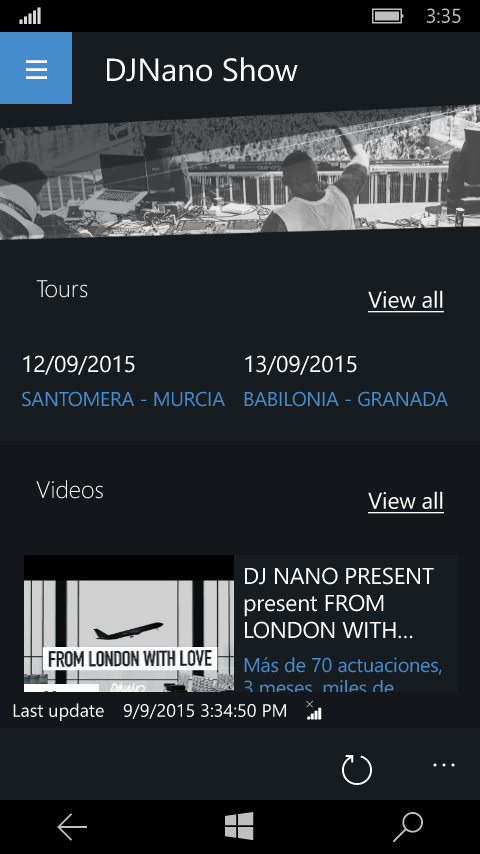 3:35
DJNano Show
Tours
View all
12/09/2015
13/09/2015
SANTOMERA - MURCIA
BABILONIA - GRANADA
Videos
View all
DJ NANO PRESENT
present FROM
LONDON WITH...
FROM LONDON WITH LOVE
Más de 70 actuaciones,
3 meses, miles de
Last update 9/9/2015 3:34:50 PM